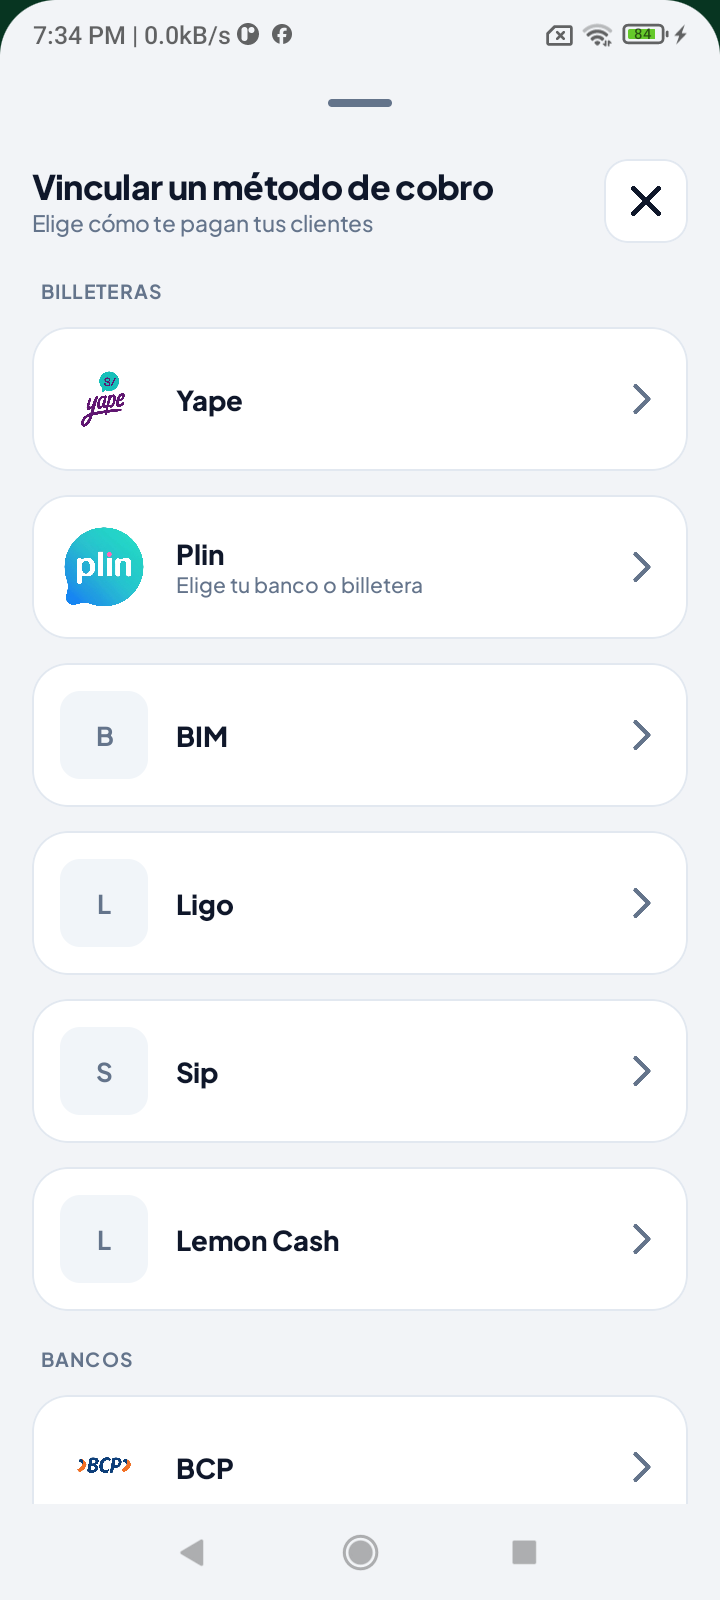 7:34 PM | 0.0kB/s
84
Vincular un método de cobro
Elige cómo te pagan tus clientes
BILLETERAS
S/
yape
Yape
plin
Plin
Elige tu banco o billetera
B
BIM
L
Ligo
S
Sip
L
Lemon Cash
BANCOS
BCP
BCP